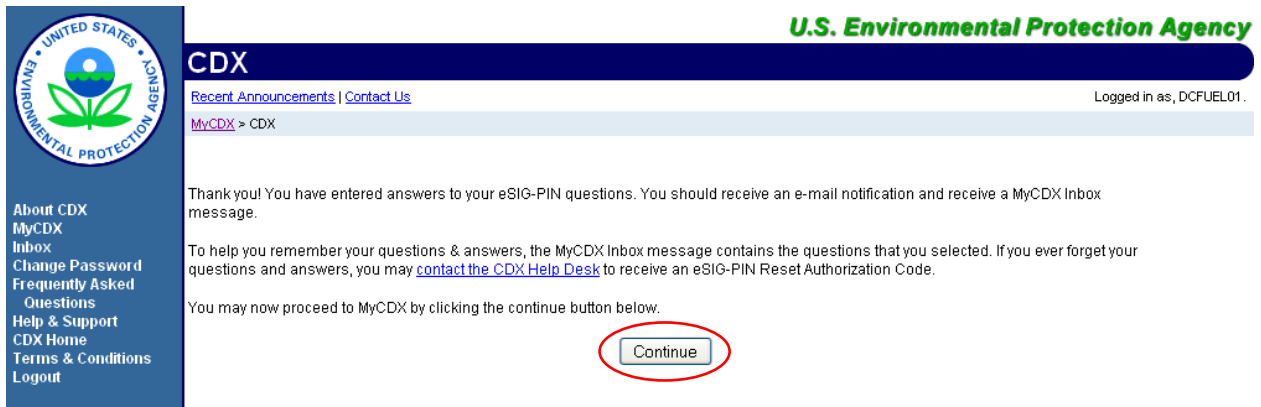 UNITED STATES
ENVIRONMENTAL PROTECTION AGENCY
U.S. Environmental Protection Agency
CDX
Recent Announcements | Contact Us
Logged in as, DCFUEL01.
MyCDX > CDX
About CDX
MyCDX
Inbox
Change Password
Frequently Asked
Questions
Help & Support
CDX Home
Terms & Conditions
Logout
Thank you! You have entered answers to your eSIG-PIN questions. You should receive an e-mail notification and receive a MyCDX Inbox
message.
To help you remember your questions & answers, the MyCDX Inbox message contains the questions that you selected. If you ever forget your
questions and answers, you may contact the CDX Help Desk to receive an eSIG-PIN Reset Authorization Code.
You may now proceed to MyCDX by clicking the continue button below.
Continue